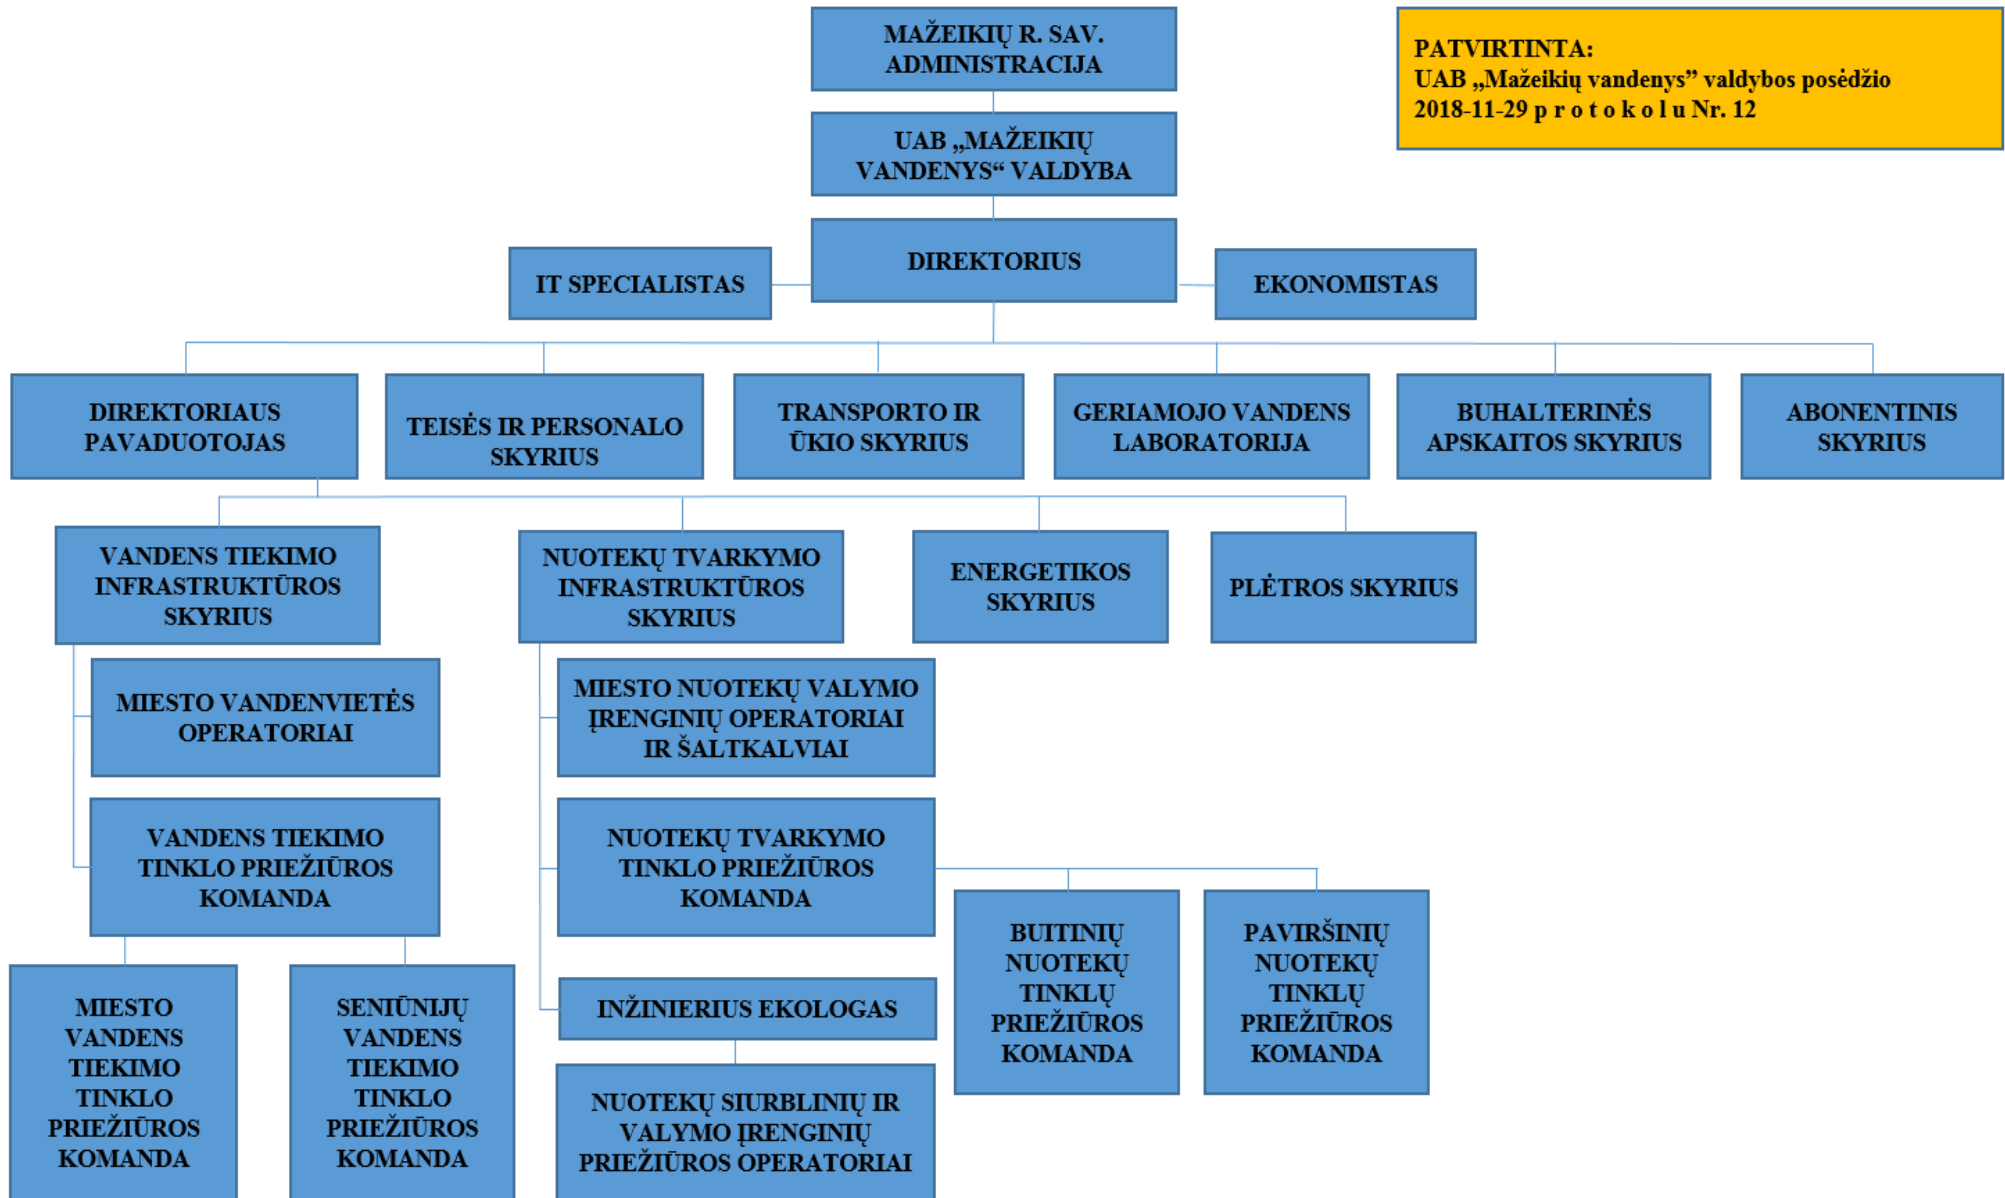 MAŽEIKIŲ R. SAV.
ADMINISTRACIJA
PATVIRTINTA:
UAB „Mažeikių vandenys” valdybos posėdžio
2018-11-29 p r o t o k o l u Nr. 12
UAB „MAŽEIKIŲ
VANDENYS“ VALDYBA
IT SPECIALISTAS
DIREKTORIUS
EKONOMISTAS
DIREKTORIAUS
PAVADUOTOJAS
TEISĖS IR PERSONALO
SKYRIUS
TRANSPORTO IR
ŪKIO SKYRIUS
GERIAMOJO VANDENS
LABORATORIJA
BUHALTERINĖS
APSKAITOS SKYRIUS
ABONENTINIS
SKYRIUS
VANDENS TIEKIMO
INFRASTRUKTŪROS
SKYRIUS
NUOTEKŲ TVARKYMO
INFRASTRUKTŪROS
SKYRIUS
ENERGETIKOS
SKYRIUS
PLĖTROS SKYRIUS
MIESTO VANDENVIETĖS
OPERATORIAI
MIESTO NUOTEKŲ VALYMO
ĮRENGINIŲ OPERATORIAI
IR ŠALTKALVIAI
VANDENS TIEKIMO
TINKLO PRIEŽIŪROS
KOMANDA
NUOTEKŲ TVARKYMO
TINKLO PRIEŽIŪROS
KOMANDA
BUITINIŲ
NUOTEKŲ
TINKLŲ
PRIEŽIŪROS
KOMANDA
PAVIRŠINIŲ
NUOTEKŲ
TINKLŲ
PRIEŽIŪROS
KOMANDA
MIESTO
VANDENS
TIEKIMO
TINKLO
PRIEŽIŪROS
KOMANDA
SENIŪNIJŲ
VANDENS
TIEKIMO
TINKLO
PRIEŽIŪROS
KOMANDA
INŽINIERIUS EKOLOGAS
NUOTEKŲ SIURBLINIŲ IR
VALYMO ĮRENGINIŲ
PRIEŽIŪROS OPERATORIAI